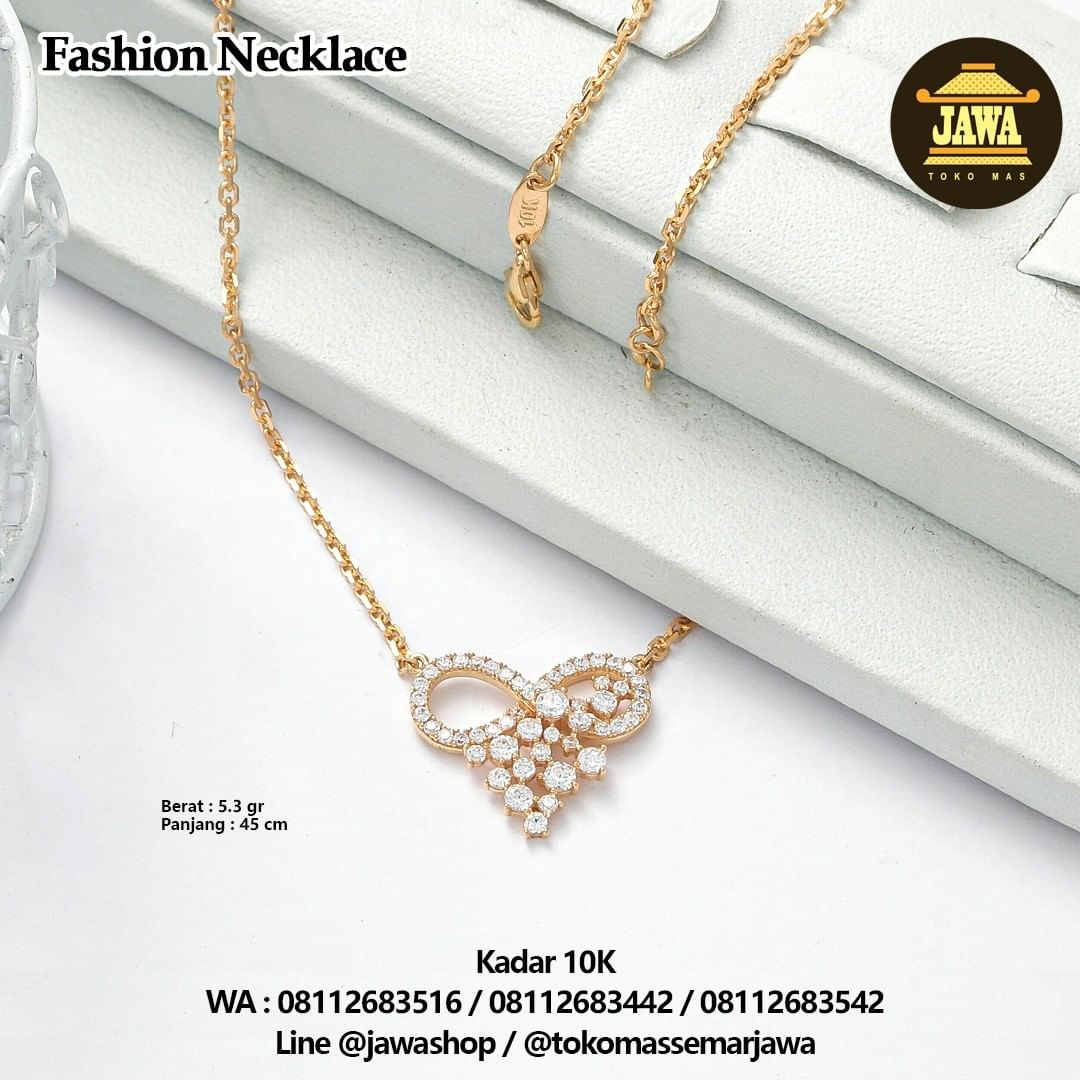 Fashion Necklace
JAWA
TOKO MAS
10K
Berat : 5.3 gr
Panjang : 45 cm
Kadar 10K
WA : 08112683516 / 08112683442 / 08112683542
Line @jawashop / @tokomassemarjawa